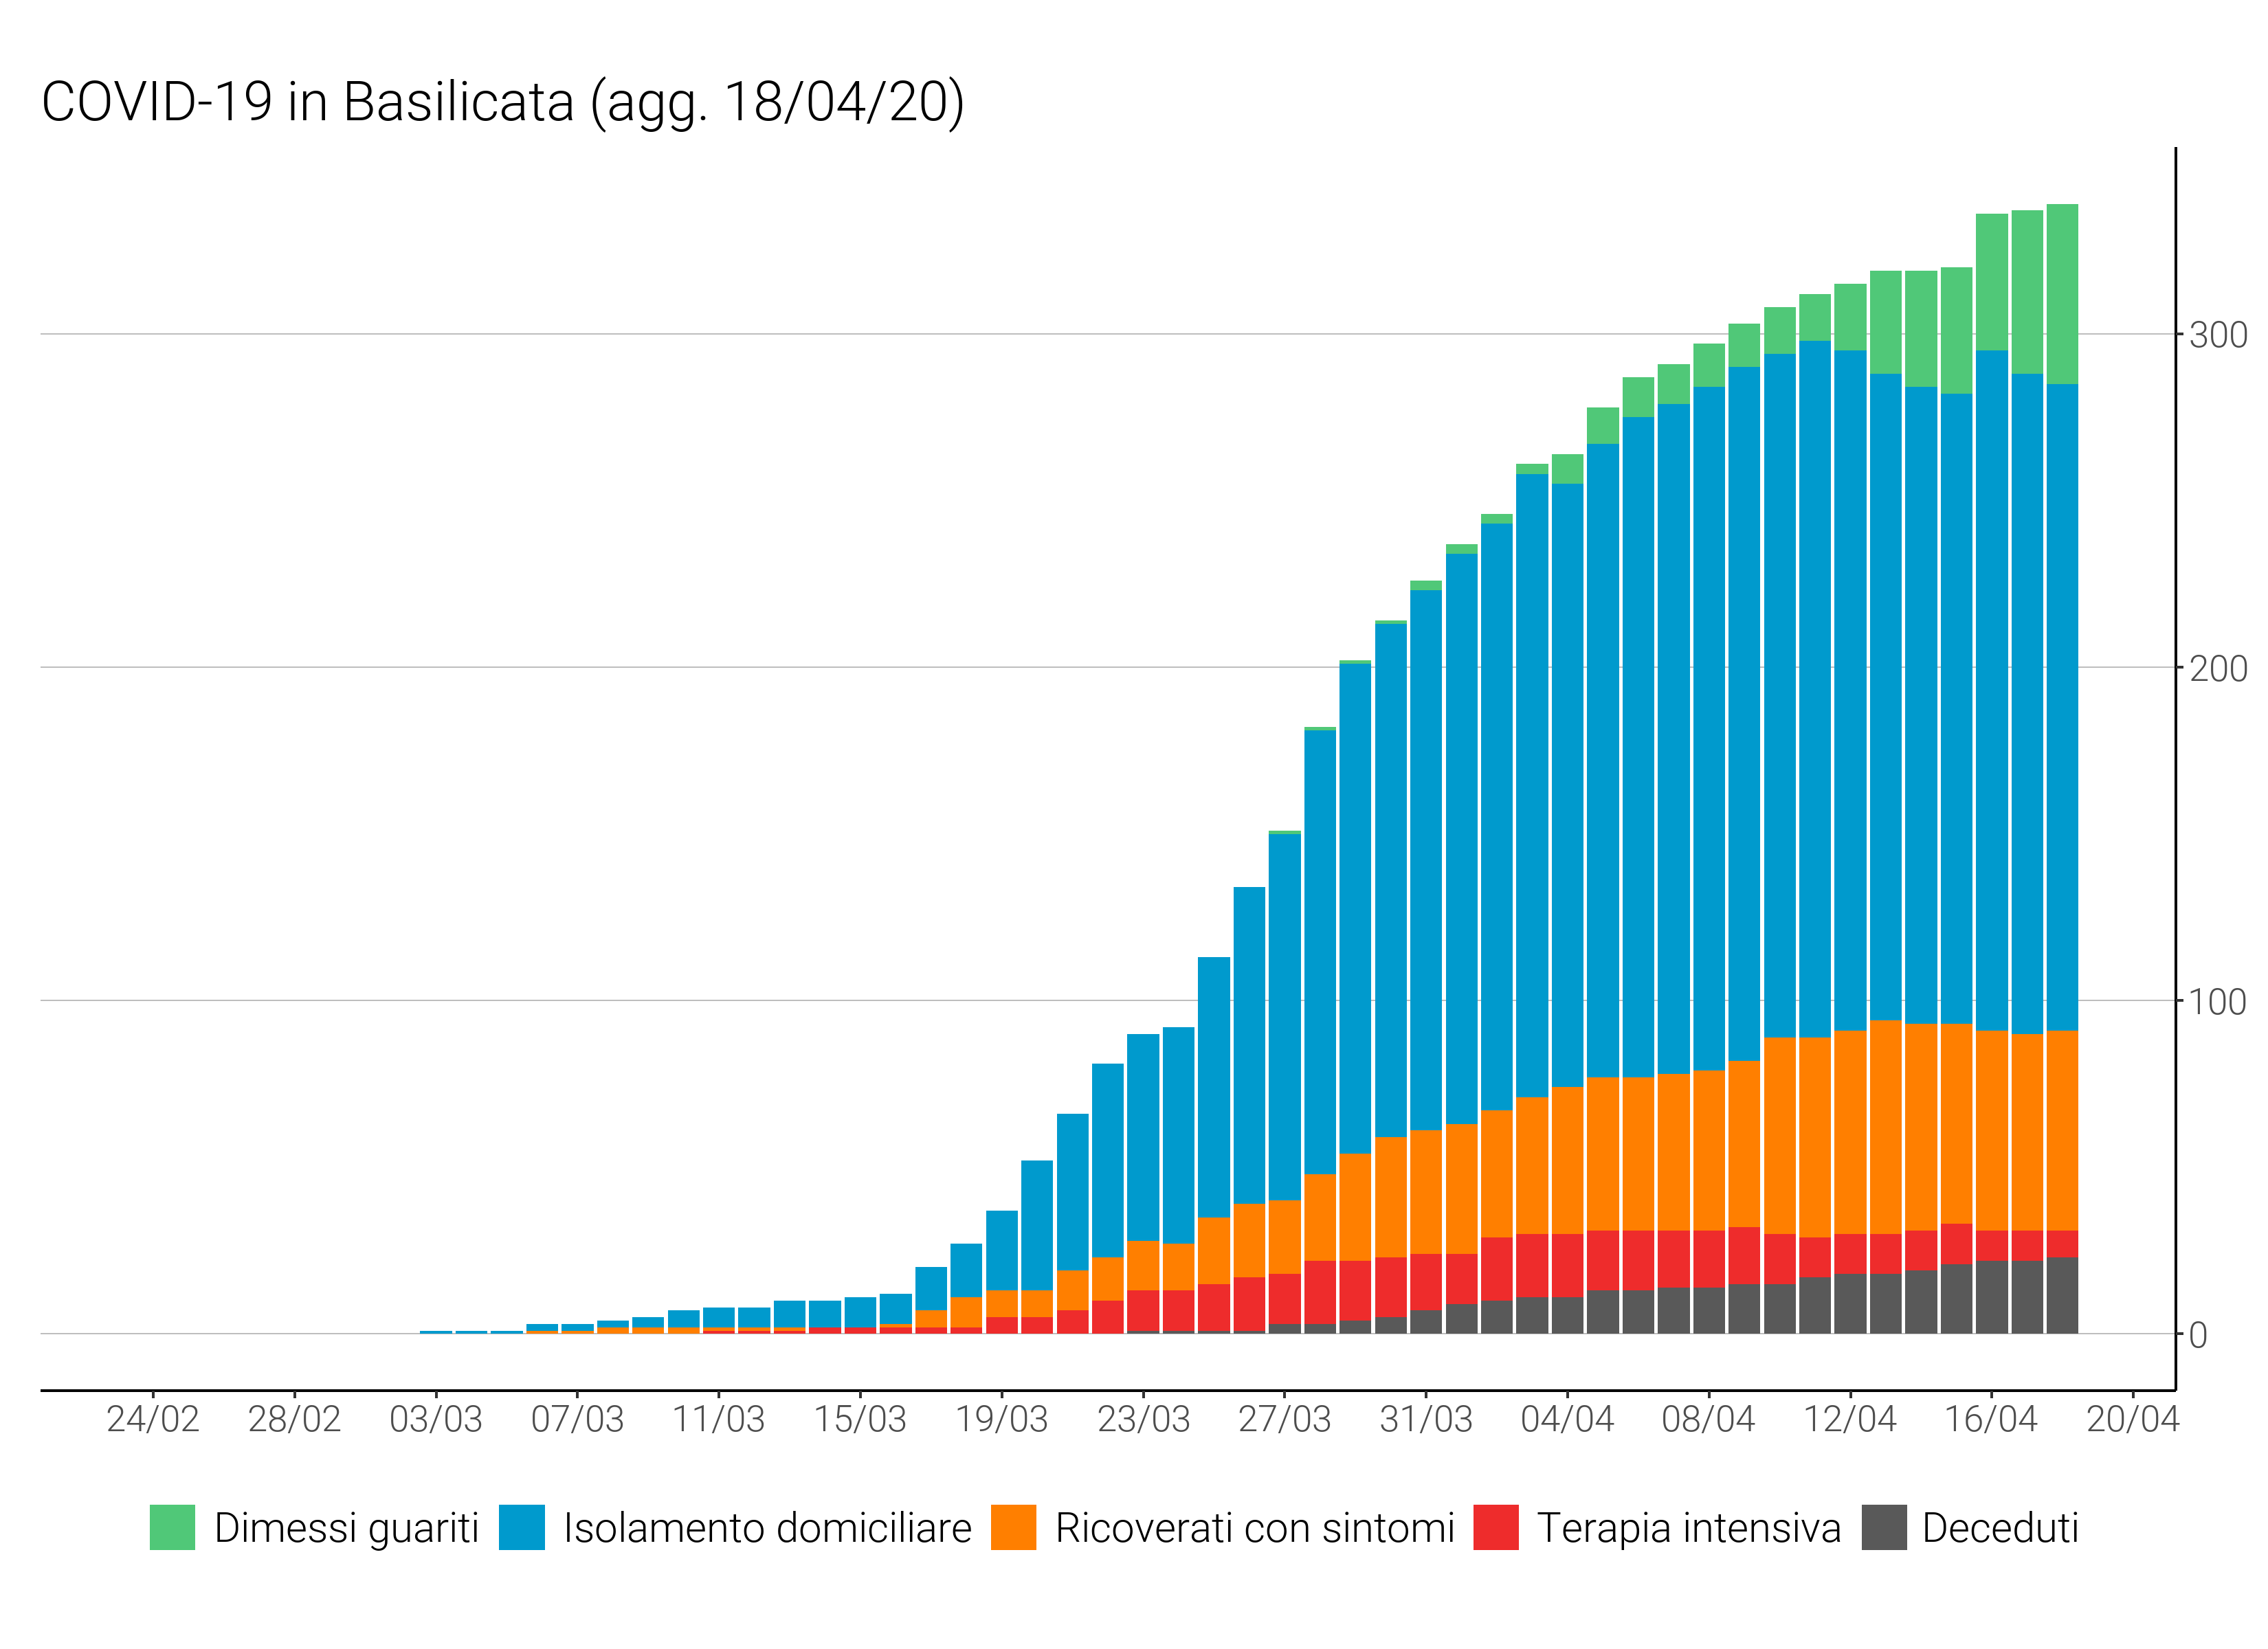 COVID-19 in Basilicata (agg. 18/04/20)
300
200
100
0
24/02 28/02 03/03 07/03 11/03 15/03 19/03 23/03 27/03 31/03 04/04 08/04 12/04 16/04 20/04
Dimessi guariti Isolamento domiciliare Ricoverati con sintomi Terapia intensiva Deceduti